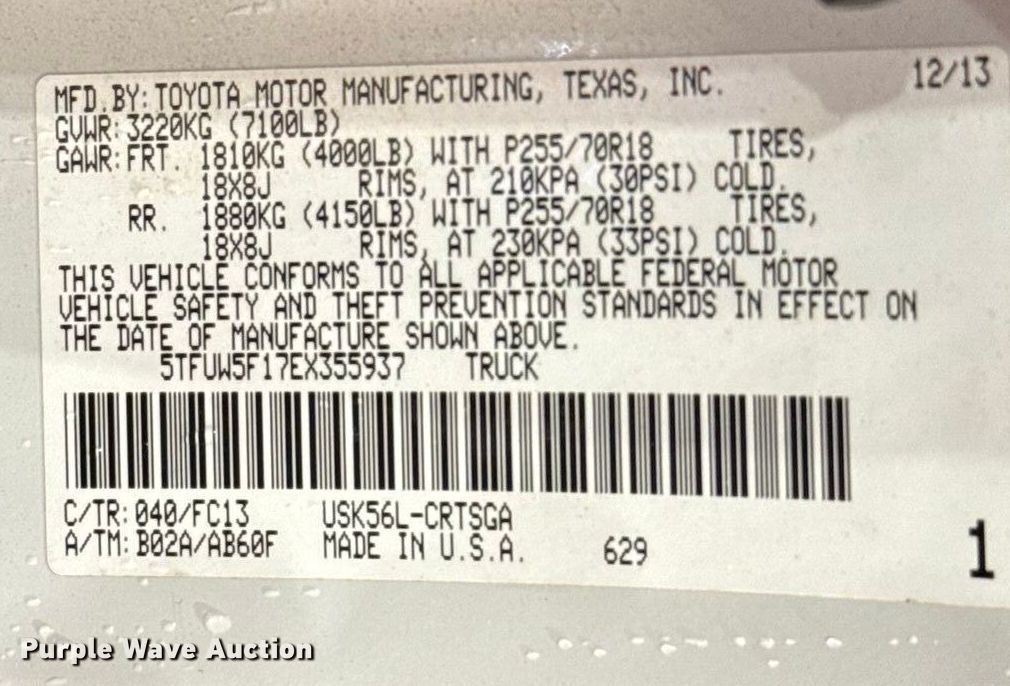 MFD.BY: TOYOTA MOTOR MANUFACTURING, TEXAS, INC. 12/13
GVWR: 3220KG (7100LB)
GAWR: FRT. 1810KG (4000LB) WITH P255/70R18 TIRES,
18X8J RIMS, AT 210KPA (30PSI) COLD.
RR. 1880KG (4150LB) WITH P255/70R18 TIRES,
18X8J RIMS, AT 230KPA (33PSI) COLD.
THIS VEHICLE CONFORMS TO ALL APPLICABLE FEDERAL MOTOR
VEHICLE SAFETY AND THEFT PREVENTION STANDARDS IN EFFECT ON
THE DATE OF MANUFACTURE SHOWN ABOVE.
5TFUW5F17EX355937 TRUCK
C/TR: 040/FC13 USK56L-CRTSGA
A/TM: B02A/AB60F MADE IN U.S.A. 629 1
Purple Wave Auction